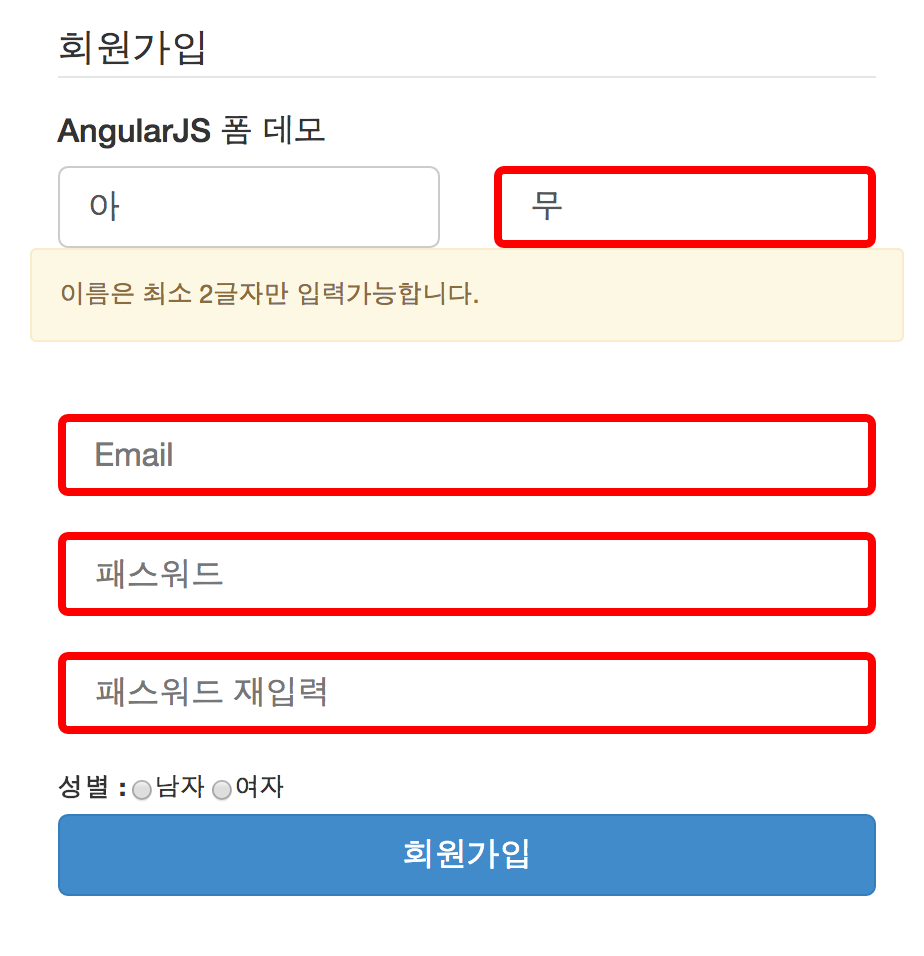 회원가입
AngularJS 폼 데모
아 무
이름은 최소 2글자만 입력가능합니다.
Email
패스워드
패스워드 재입력
성별 : 남자 여자
회원가입